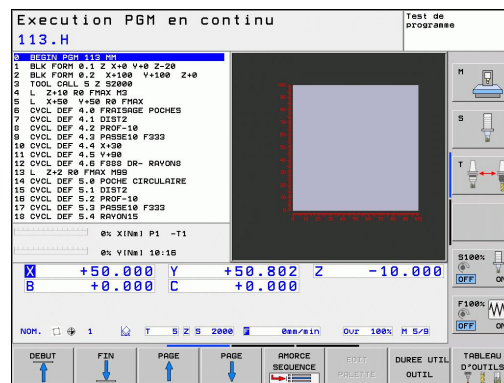 Execution PGM en continu
Test de
programme
113.H
0 BEGIN PGM 113 MM
1 BLK FORM 0.1 Z X+0 Y+0 Z-20
2 BLK FORM 0.2 X+100 Y+100 Z+0
3 TOOL CALL 5 Z S2000
4 L Z+10 R0 FMAX M3
5 L X+50 Y+50 R0 FMAX
6 CYCL DEF 4.0 FRAISAGE POCHES
7 CYCL DEF 4.1 DIST2
8 CYCL DEF 4.2 PROF-10
9 CYCL DEF 4.3 PASSE10 F333
10 CYCL DEF 4.4 X+30
11 CYCL DEF 4.5 Y+90
12 CYCL DEF 4.6 F888 DR- RAYON8
13 L Z+2 R0 FMAX M99
14 CYCL DEF 5.0 POCHE CIRCULAIRE
15 CYCL DEF 5.1 DIST2
16 CYCL DEF 5.2 PROF-10
17 CYCL DEF 5.3 PASSE10 F333
18 CYCL DEF 5.4 RAYON15
0% X[Nm] P1 -T1
0% Y[Nm] 10:16
X +50.000 Y +50.802 Z -10.000
B +0.000 C +0.000
NOM. 1 T 5 Z S 2000 F 0mm/min Our 100% M 5/9
M
S
T
S100%
OFF ON
F100%
OFF ON
DEBUT
FIN
PAGE
PAGE
AMORCE
SEQUENCE
EDIT
PALETTE
DUREE UTIL
OUTIL
TABLEAU
D'OUTILS